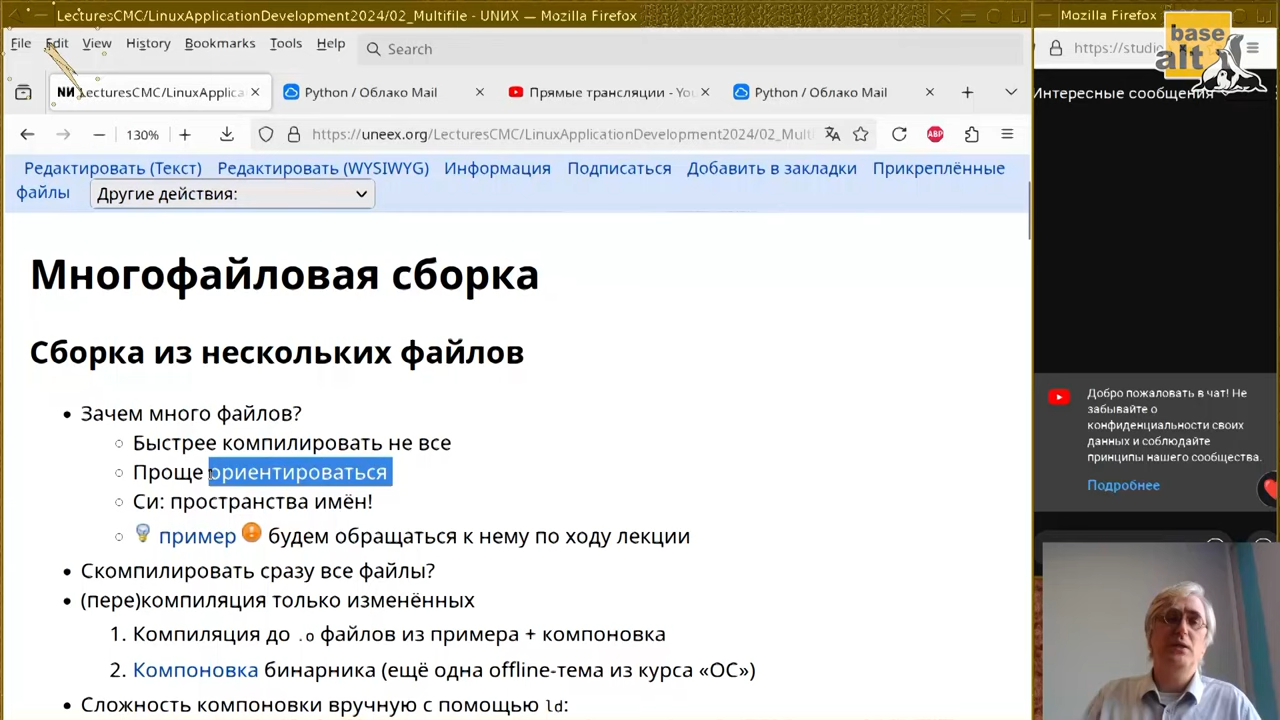 LecturesCMC/LinuxApplicationDevelopment2024/02_Multifile - UNИX — Mozilla Firefox
Mozilla Firefox
base
alt
File Edit View History Bookmarks Tools Help
Search
https://studio
NИ LecturesCMC/LinuxApplica
Python / Облако Mail
Прямые трансляции - You
Python / Облако Mail
Интересные сообщения
130%
https://uneex.org/LecturesCMC/LinuxApplicationDevelopment2024/02_Multi
ABP
Редактировать (Текст) Редактировать (WYSIWYG) Информация Подписаться Добавить в закладки Прикреплённые
файлы Другие действия:
Многофайловая сборка
Сборка из нескольких файлов
Зачем много файлов?
Быстрее компилировать не все
Проще ориентироваться
Си: пространства имён!
пример будем обращаться к нему по ходу лекции
Скомпилировать сразу все файлы?
(пере)компиляция только изменённых
1. Компиляция до .o файлов из примера + компоновка
2. Компоновка бинарника (ещё одна offline-тема из курса «ОС»)
Сложность компоновки вручную с помощью ld:
Добро пожаловать в чат! Не
забывайте о
конфиденциальности своих
данных и соблюдайте
принципы нашего сообщества.
Подробнее